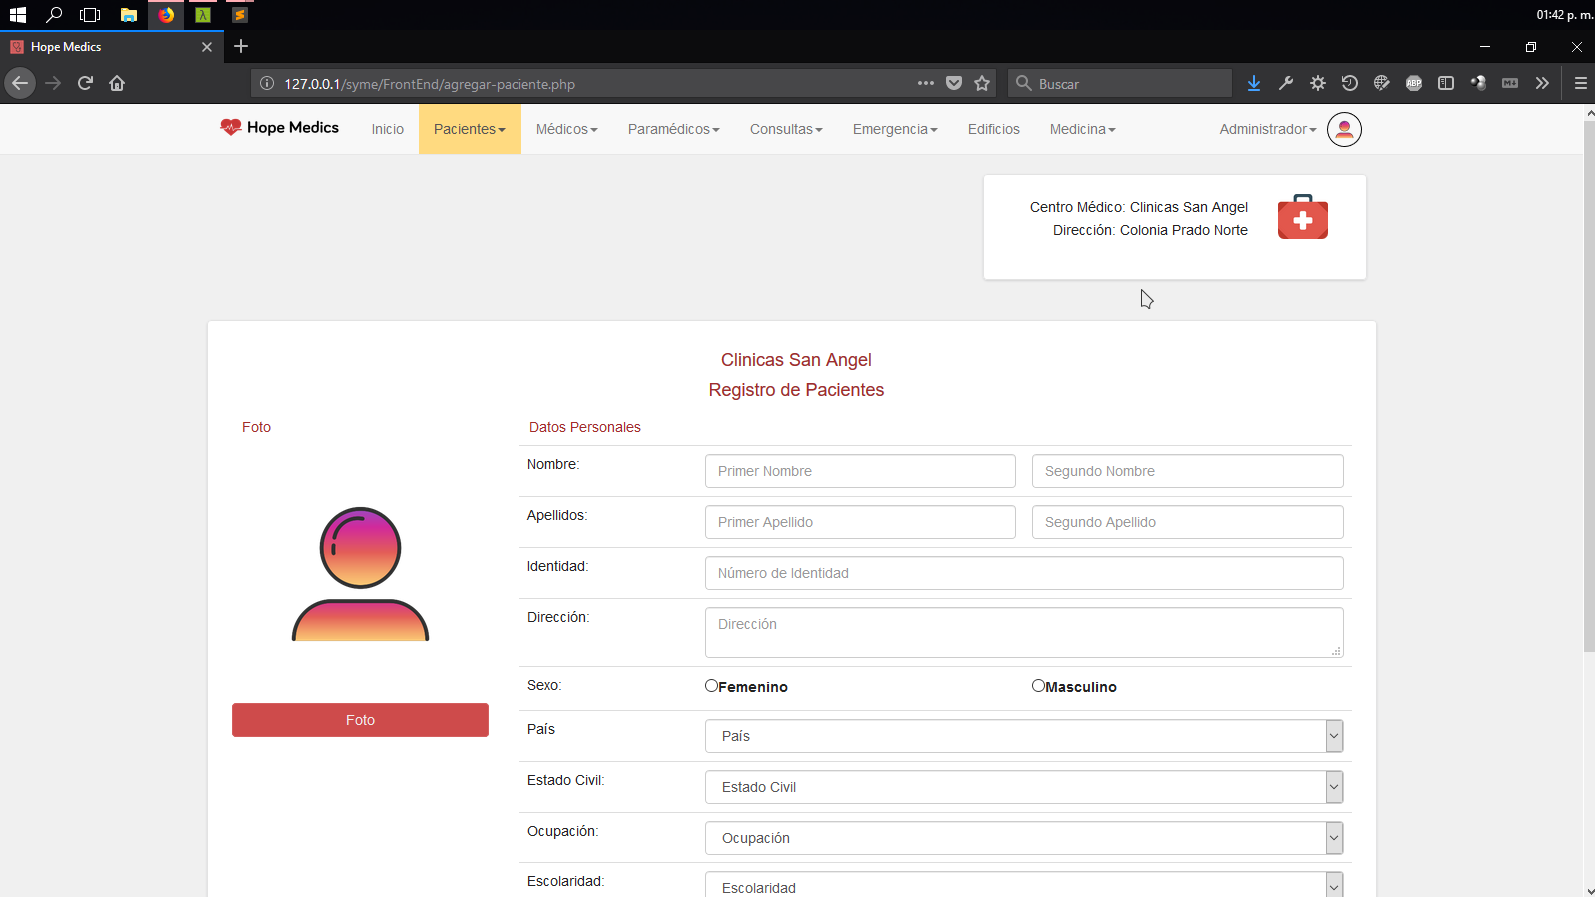 01:42 p. m.
Hope Medics
127.0.0.1/syme/FrontEnd/agregar-paciente.php
Buscar
ABP
Hope Medics Inicio Pacientes Médicos Paramédicos Consultas Emergencia Edificios Medicina Administrador
Centro Médico: Clinicas San Angel
Dirección: Colonia Prado Norte
Clinicas San Angel
Registro de Pacientes
Foto
Datos Personales
Nombre: Primer Nombre Segundo Nombre
Apellidos: Primer Apellido Segundo Apellido
Identidad: Número de Identidad
Dirección: Dirección
Sexo: Femenino Masculino
Foto
País País
Estado Civil: Estado Civil
Ocupación: Ocupación
Escolaridad: Escolaridad